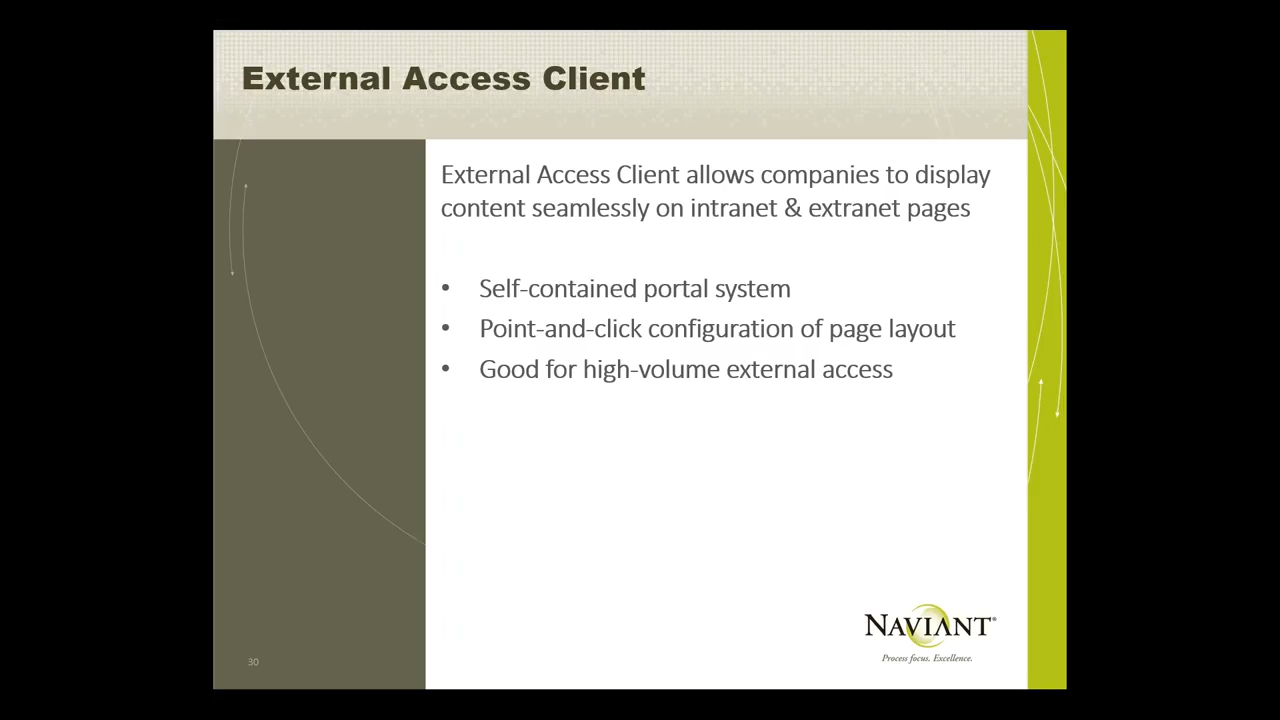 External Access Client
External Access Client allows companies to display
content seamlessly on intranet & extranet pages
• Self-contained portal system
• Point-and-click configuration of page layout
• Good for high-volume external access
NAVIANT®
Process focus. Excellence.
30